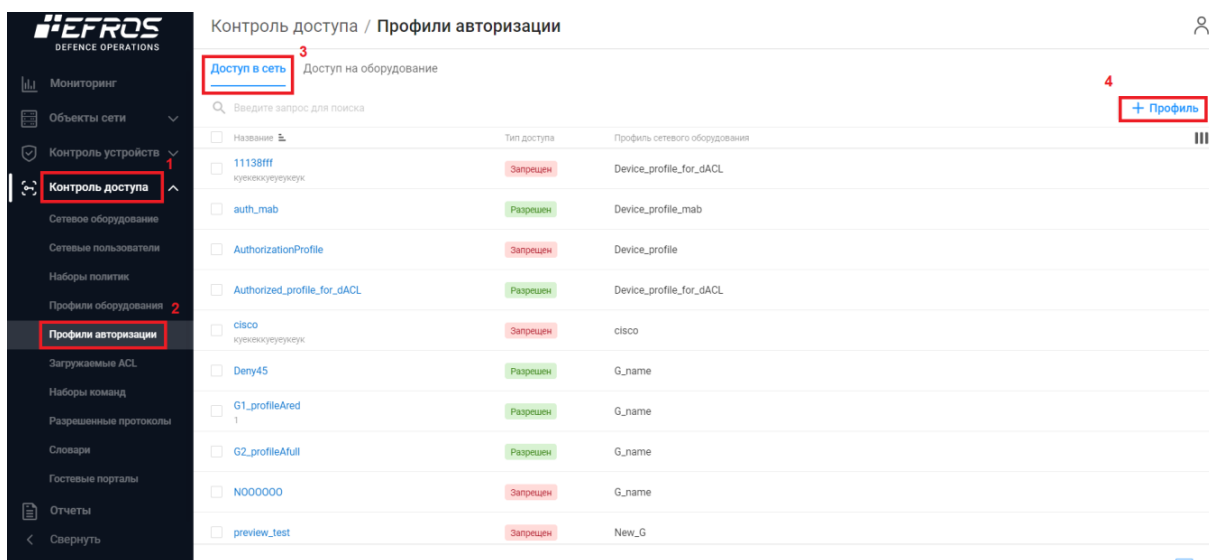 EFROS
DEFENCE OPERATIONS
Контроль доступа / Профили авторизации
3
Доступ в сеть Доступ на оборудование
4
Введите запрос для поиска
+ Профиль
Название Тип доступа Профиль сетевого оборудования
Мониторинг
Объекты сети
Контроль устройств
1
Контроль доступа
Сетевое оборудование
Сетевые пользователи
Наборы политик
Профили оборудования 2
Профили авторизации
Загружаемые ACL
Наборы команд
Разрешенные протоколы
Словари
Гостевые порталы
Отчеты
Свернуть
11138fff Запрещен Device_profile_for_dACL
куекеккуеуеукеук
auth_mab Разрешен Device_profile_mab
AuthorizationProfile Запрещен Device_profile
Authorized_profile_for_dACL Разрешен Device_profile_for_dACL
cisco Запрещен cisco
куекеккуеуеукеук
Deny45 Разрешен G_name
G1_profileAred Разрешен G_name
1
G2_profileAfull Разрешен G_name
NOOOOOO Запрещен G_name
preview_test Запрещен New_G